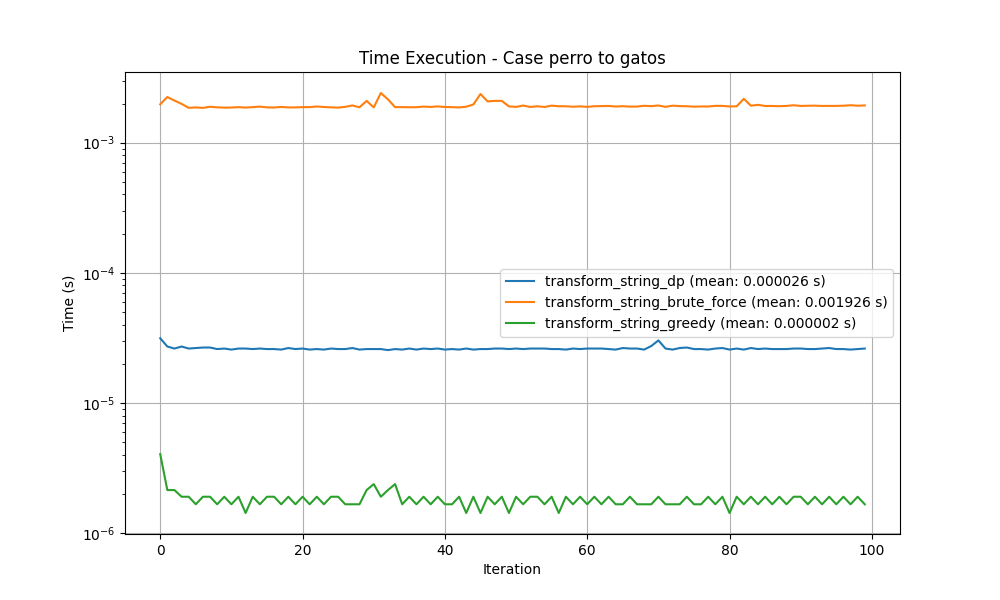 Time Execution - Case perro to gatos
Time (s)
10⁻³
10⁻⁴
10⁻⁵
10⁻⁶
transform_string_dp (mean: 0.000026 s)
transform_string_brute_force (mean: 0.001926 s)
transform_string_greedy (mean: 0.000002 s)
0 20 40 60 80 100
Iteration